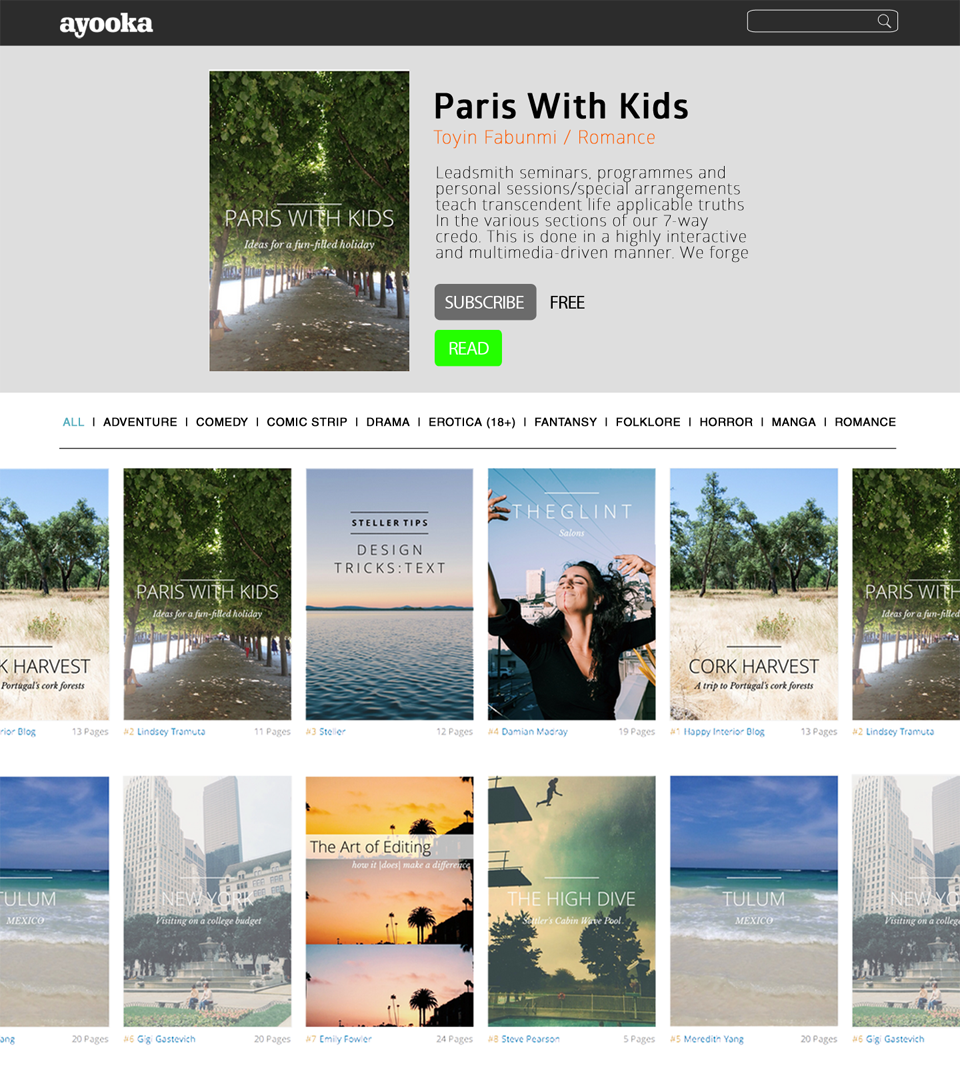 ayooka
PARIS WITH KIDS
Ideas for a fun-filled holiday
Paris With Kids
Toyin Fabunmi / Romance
Leadsmith seminars, programmes and
personal sessions/special arrangements
teach transcendent life applicable truths
In the various sections of our 7-way
credo. This is done in a highly interactive
and multimedia-driven manner. We forge
SUBSCRIBE FREE
READ
ALL | ADVENTURE | COMEDY | COMIC STRIP | DRAMA | EROTICA (18+) | FANTANSY | FOLKLORE | HORROR | MANGA | ROMANCE
K HARVEST
Portugal's cork forests
rior Blog 13 Pages
PARIS WITH KIDS
Ideas for a fun-filled holiday
#2 Lindsey Tramuta 11 Pages
STELLER TIPS
DESIGN
TRICKS:TEXT
#3 Steller 12 Pages
THEGLINT
Salons
#4 Damian Madray 19 Pages
CORK HARVEST
A trip to Portugal's cork forests
#1 Happy Interior Blog 13 Pages
PARIS WITH
Ideas for a fun-fille
#2 Lindsey Tramuta
TULUM
MEXICO
ang 20 Pages
NEW YORK
Visiting on a college budget
#6 Gigi Gastevich 20 Pages
The Art of Editing
how it [does] make a difference
#7 Emily Fowler 24 Pages
THE HIGH DIVE
Settler's Cabin Wave Pool
#8 Steve Pearson 5 Pages
TULUM
MEXICO
#5 Meredith Yang 20 Pages
NEW YO
Visiting on a colleg
#6 Gigi Gastevich